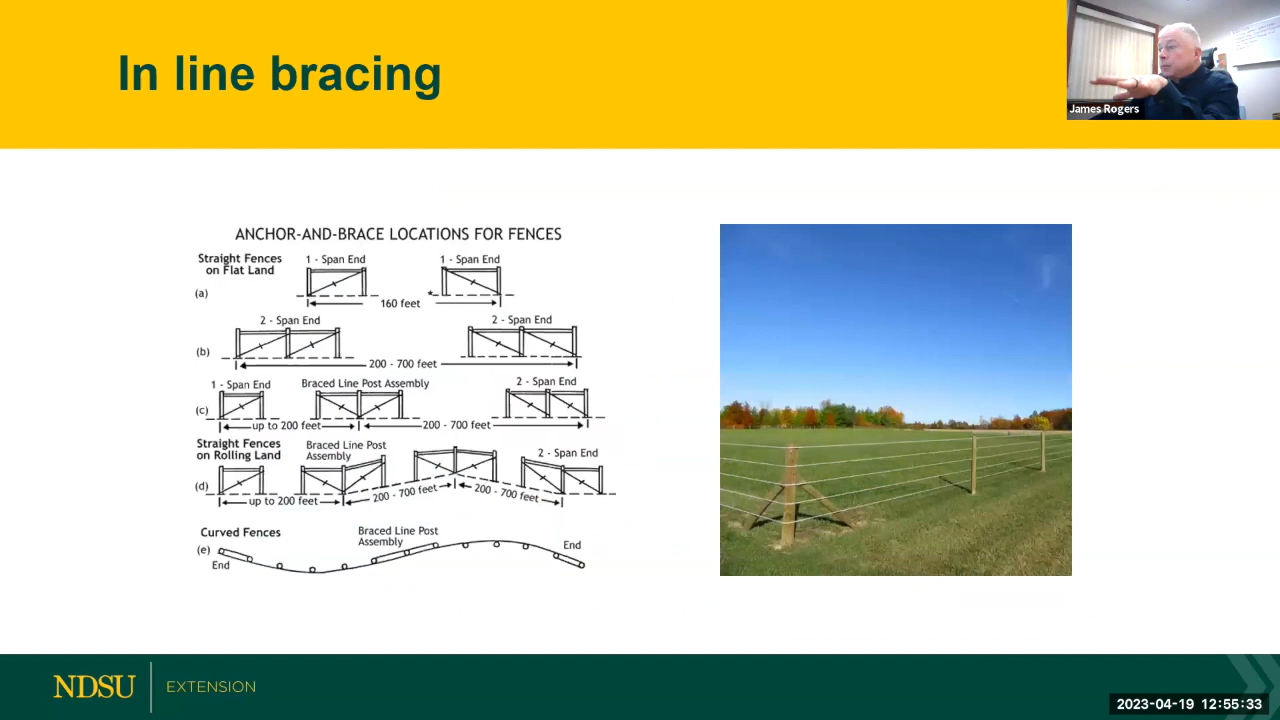 In line bracing
James Rogers
ANCHOR-AND-BRACE LOCATIONS FOR FENCES
Straight Fences
on Flat Land
1 - Span End
1 - Span End
(a)
*
160 feet
2 - Span End
2 - Span End
(b)
200 - 700 feet
1 - Span End
Braced Line Post Assembly
2 - Span End
(c)
up to 200 feet
200 - 700 feet
Straight Fences
on Rolling Land
Braced Line Post
Assembly
2 - Span End
(d)
up to 200 feet
200 - 700 feet
200 - 700 feet
Curved Fences
Braced Line Post
Assembly
(e)
End
End
NDSU
EXTENSION
2023-04-19 12:55:33